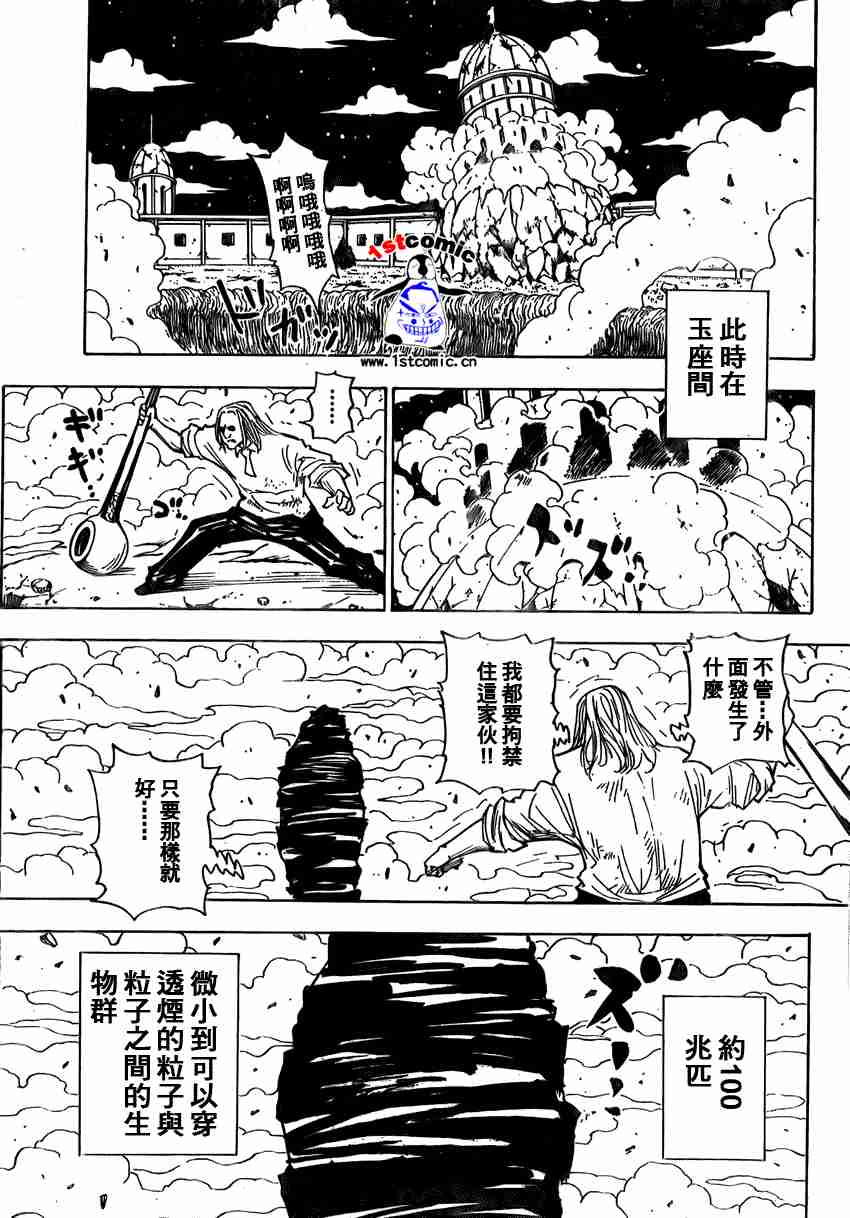 嗚哦哦哦哦
啊啊啊啊
1stcomic
www.1stcomic.cn
ドガッ
此時在
玉座間
ズズ…
……
ギギ…
ゴ…
不管…外
面發生了
什麼
我都要拘禁
住這家伙!!
只要那樣就
好……
ズズ…
約100
兆匹
微小到可以穿
透煙的粒子與
粒子之間的生
物群